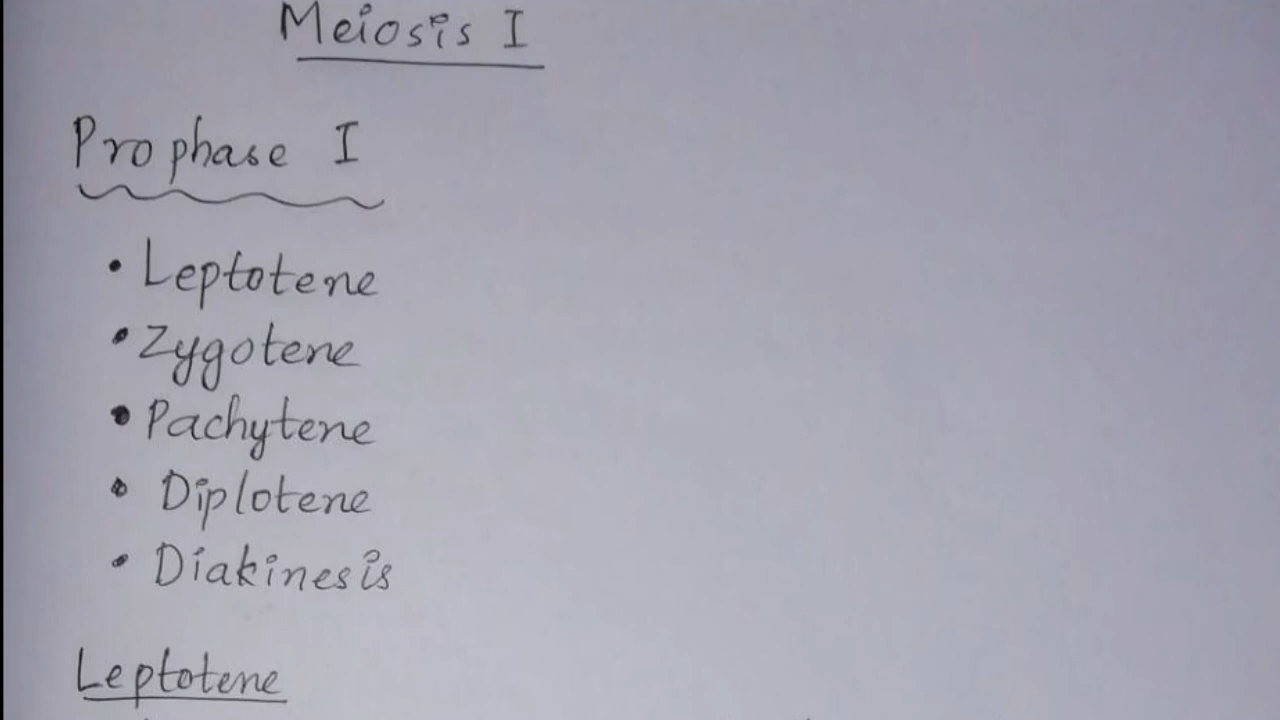 Meiosis I
Prophase I
• Leptotene
• Zygotene
• Pachytene
• Diplotene
• Diakinesis
Leptotene